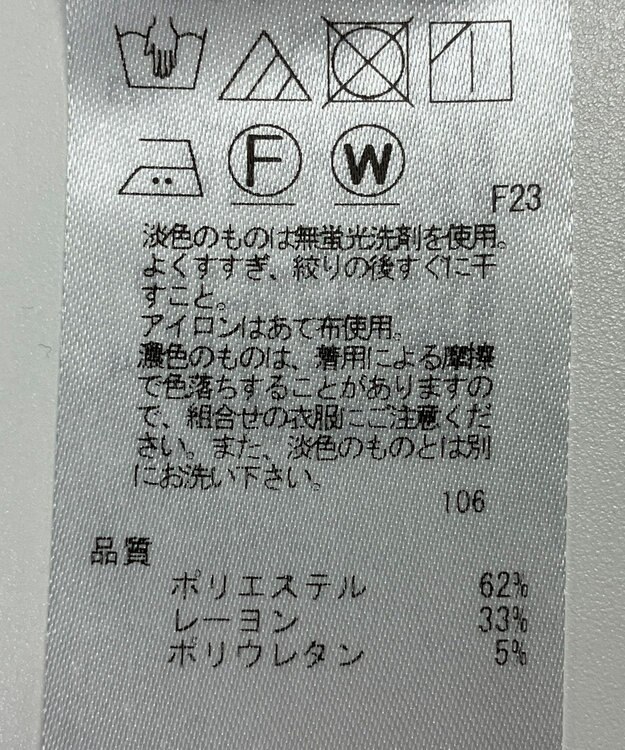 F W
F23
淡色のものは無蛍光洗剤を使用。
よくすすぎ、絞りの後すぐに干
すこと。
アイロンはあて布使用。
濃色のものは、着用による摩擦
で色落ちすることがありますの
で、組合せの衣服にご注意くだ
さい。また、淡色のものとは別
にお洗い下さい。
106
品質
ポリエステル 62%
レーヨン 33%
ポリウレタン 5%